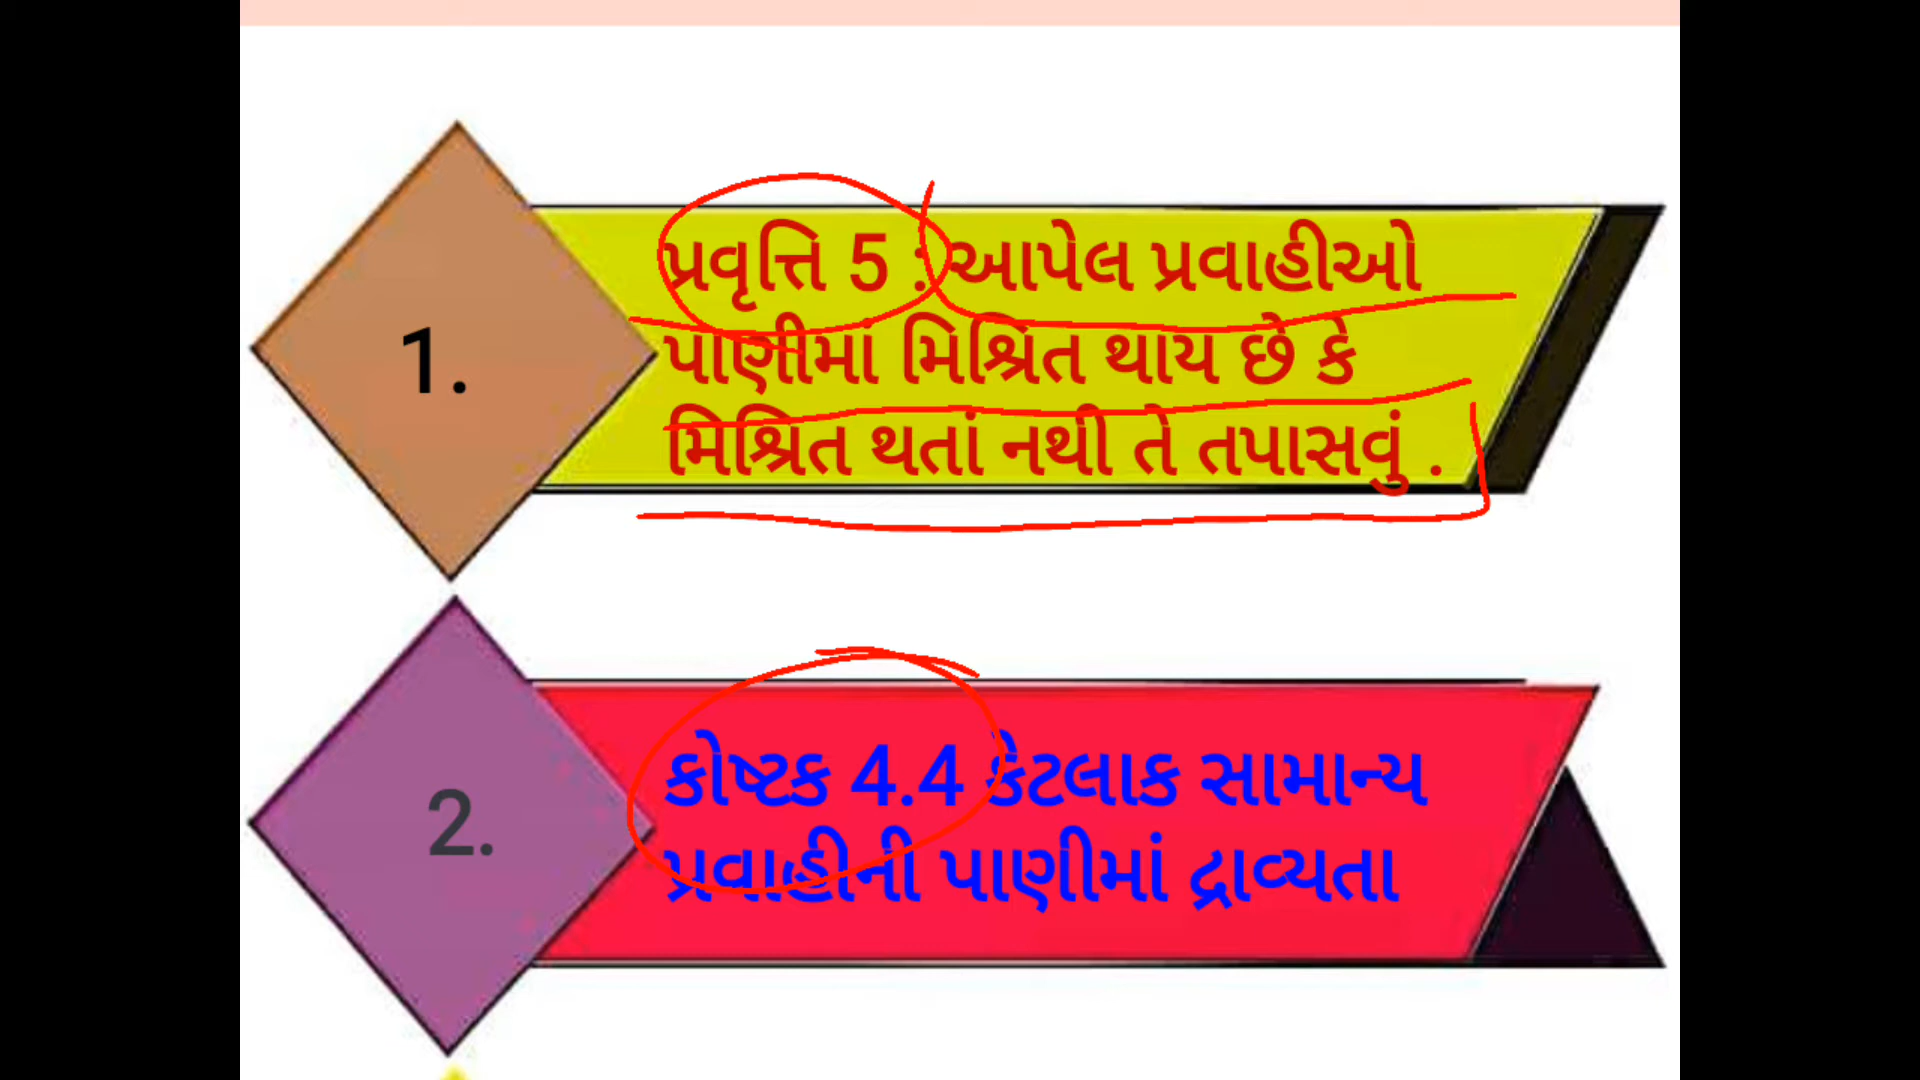 1.
પ્રવૃત્તિ 5 : આપેલ પ્રવાહીઓ
પાણીમાં મિશ્રિત થાય છે કે
મિશ્રિત થતાં નથી તે તપાસવું .
2.
કોષ્ટક 4.4 કેટલાક સામાન્ય
પ્રવાહીની પાણીમાં દ્રાવ્યતા